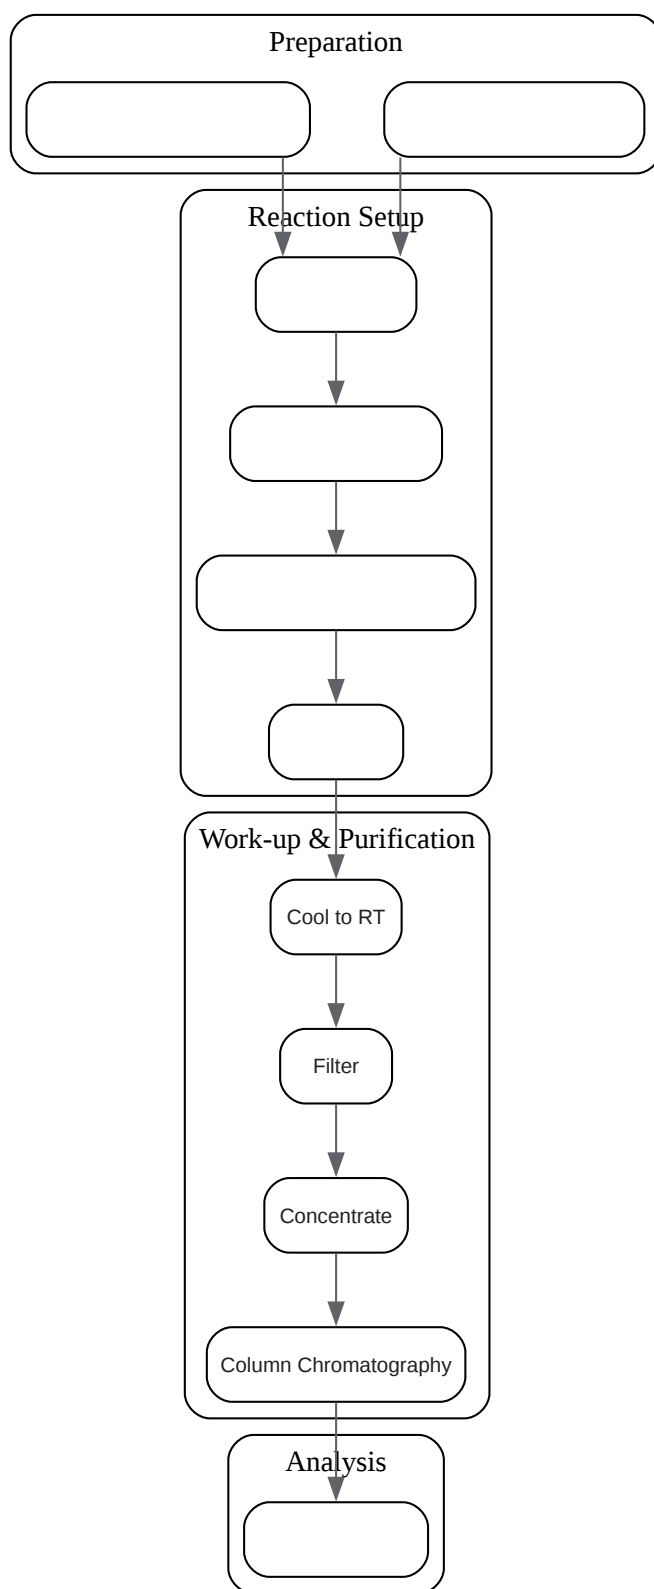 Preparation
Reaction Setup
Work-up & Purification
Cool to RT
Filter
Concentrate
Column Chromatography
Analysis